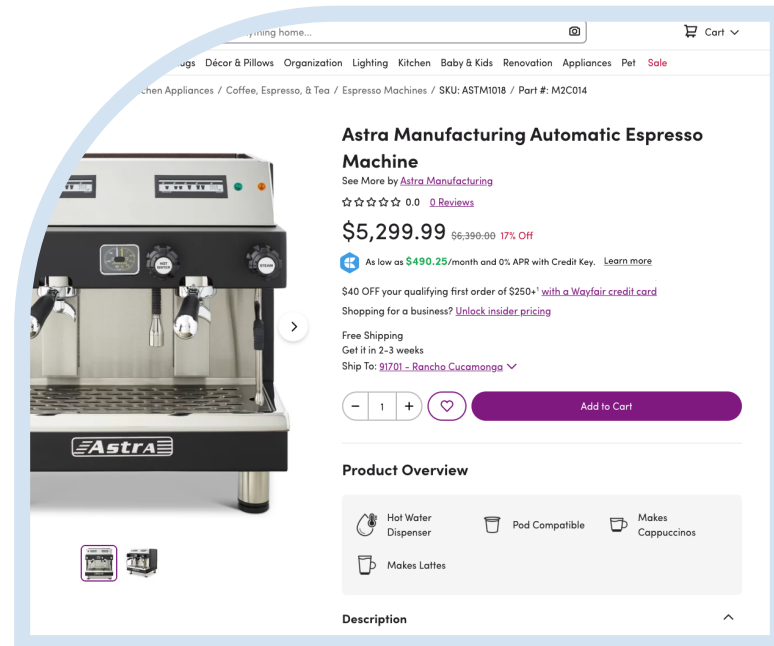 home...
Cart
Décor & Pillows Organization Lighting Kitchen Baby & Kids Renovation Appliances Pet Sale
Appliances / Coffee, Espresso, & Tea / Espresso Machines / SKU: ASTM1018 / Part #: M2C014
Astra Manufacturing Automatic Espresso
Machine
See More by Astra Manufacturing
0.0 0 Reviews
$5,299.99 $6,390.00 17% Off
As low as $490.25/month and 0% APR with Credit Key. Learn more
$40 OFF your qualifying first order of $250+¹ with a Wayfair credit card
Shopping for a business? Unlock insider pricing
Free Shipping
Get it in 2-3 weeks
Ship To: 91701 - Rancho Cucamonga
1
Add to Cart
HOT
WATER
STEAM
Astra
Product Overview
Hot Water
Dispenser
Pod Compatible
Makes
Cappuccinos
Makes Lattes
Description